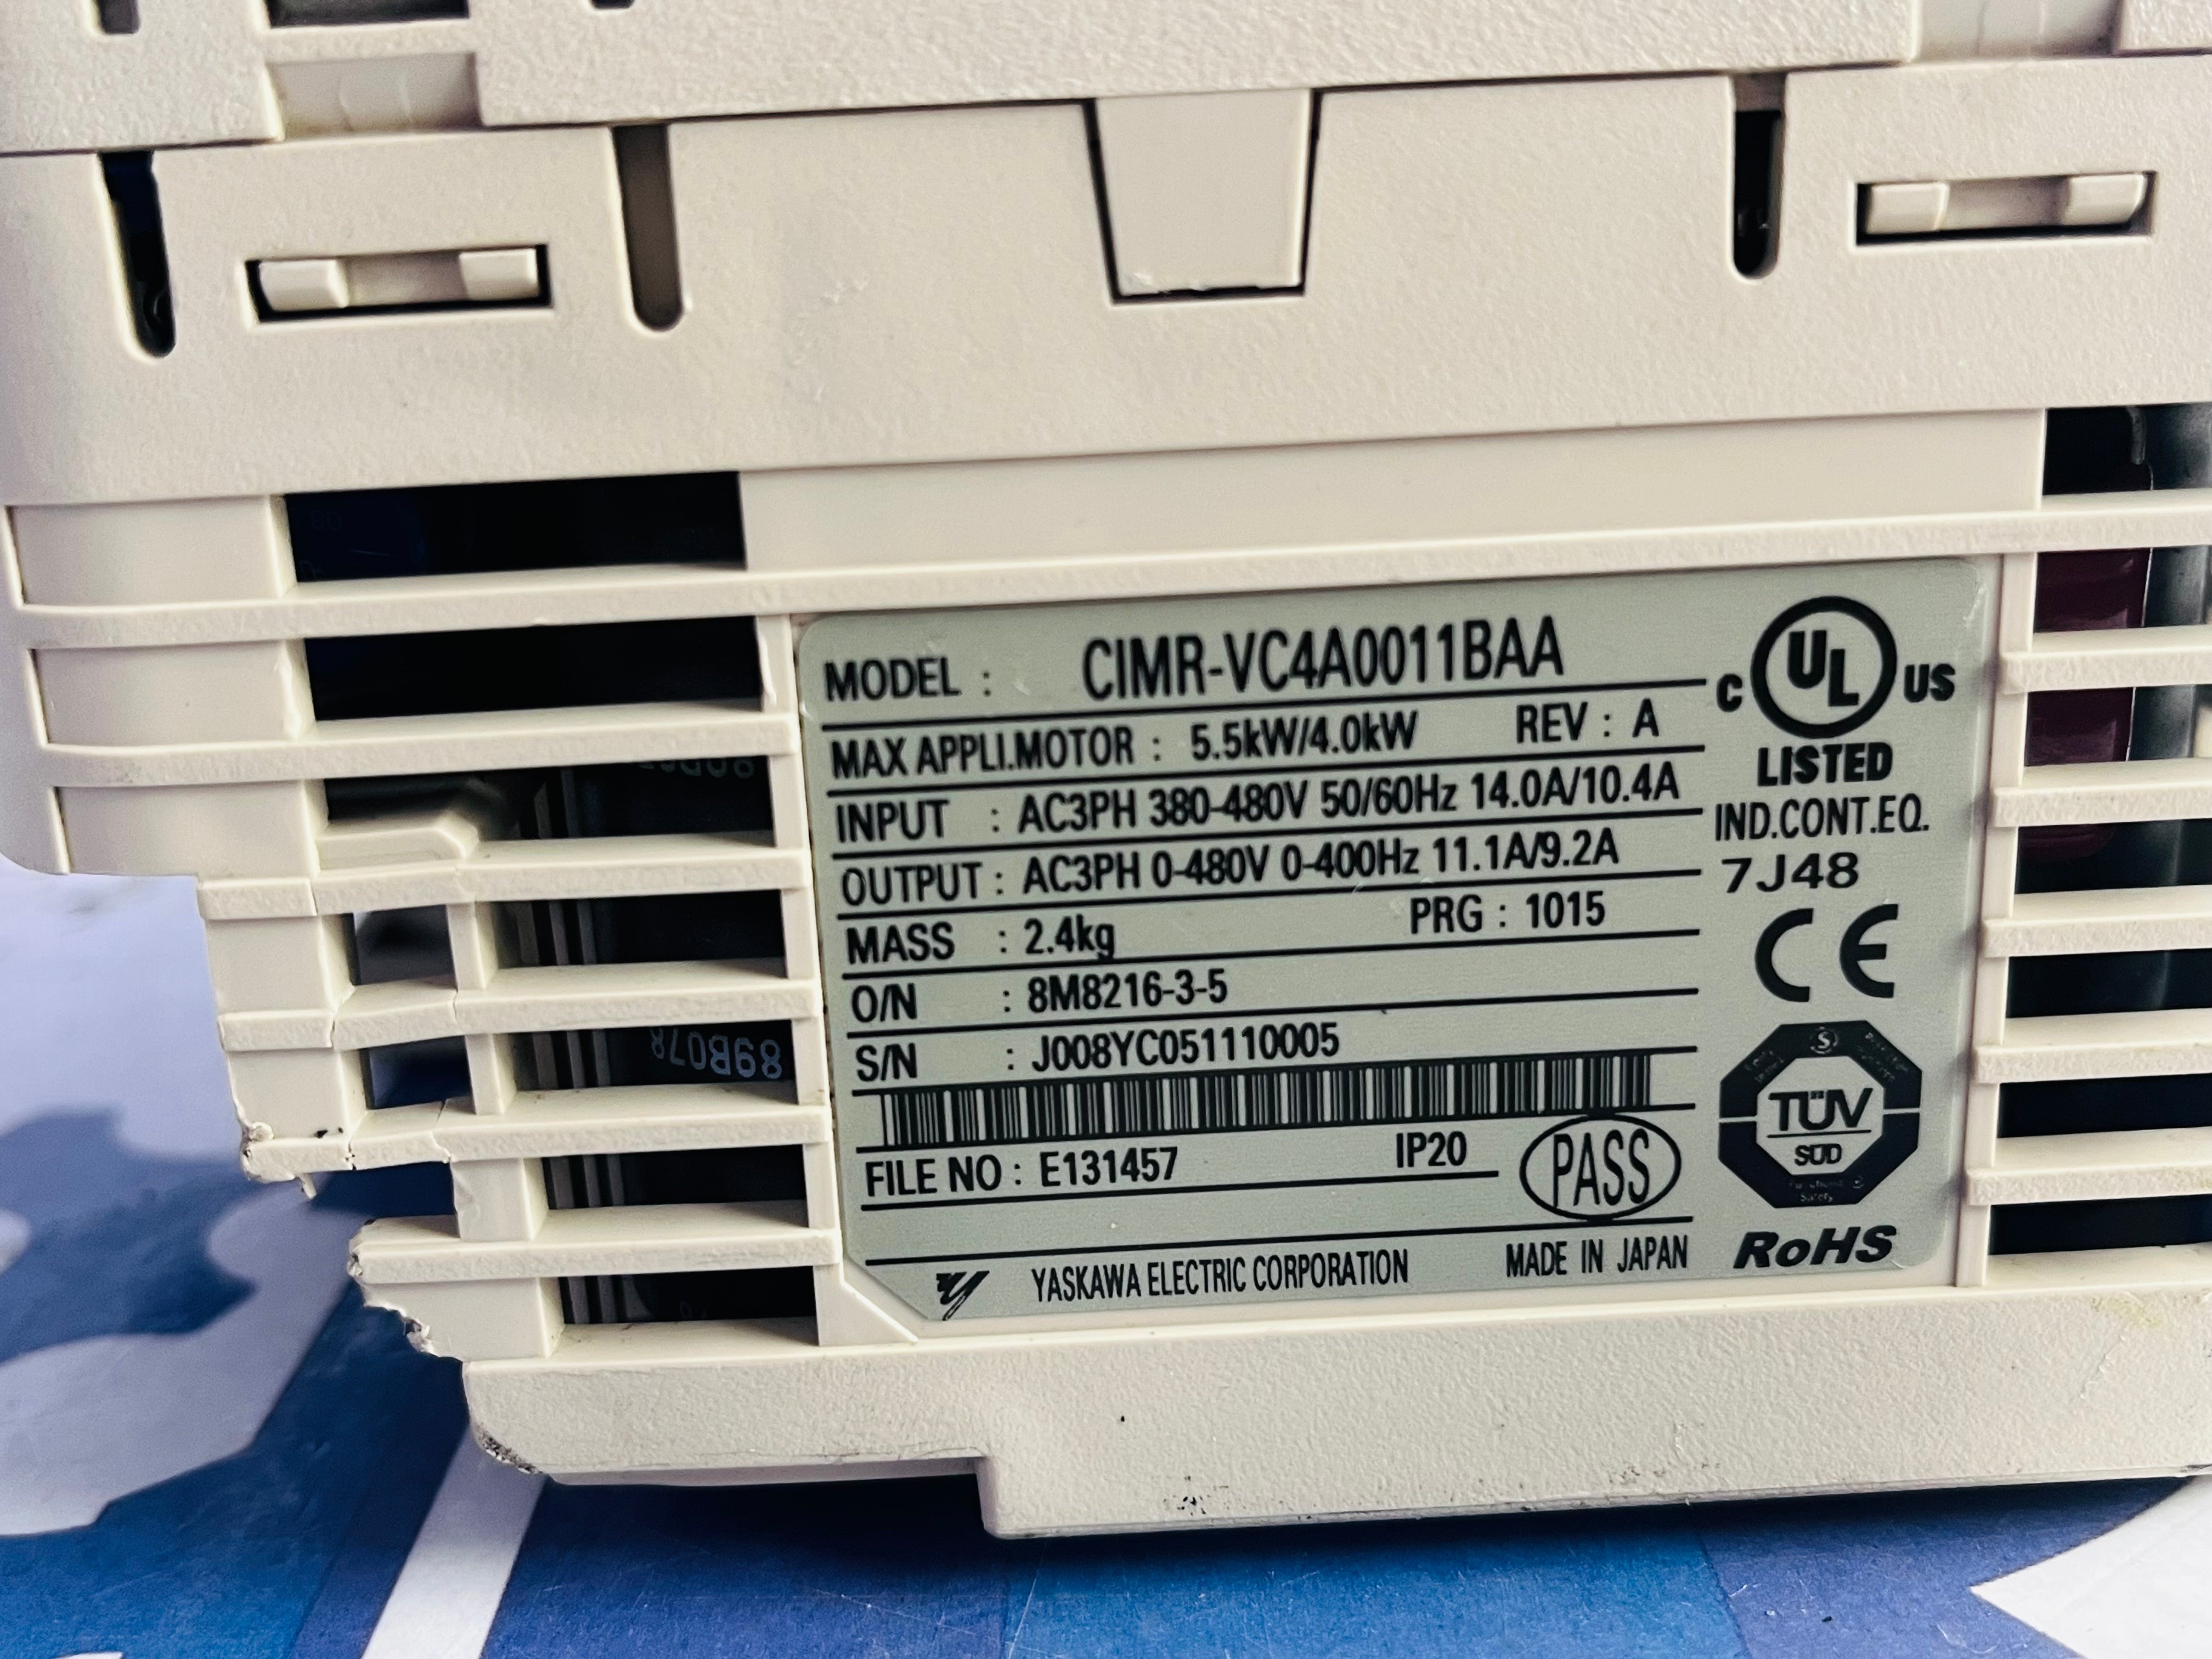 MODEL : CIMR-VC4A0011BAA
MAX APPLI.MOTOR : 5.5kW/4.0kW REV : A
INPUT : AC3PH 380-480V 50/60Hz 14.0A/10.4A
OUTPUT : AC3PH 0-480V 0-400Hz 11.1A/9.2A
MASS : 2.4kg PRG : 1015
O/N : 8M8216-3-5
S/N : J008YC051110005
FILE NO : E131457 IP20 PASS
YASKAWA ELECTRIC CORPORATION MADE IN JAPAN
C UL US
LISTED
IND.CONT.EQ.
7J48
CE
TÜV
SÜD
RoHS
89B078